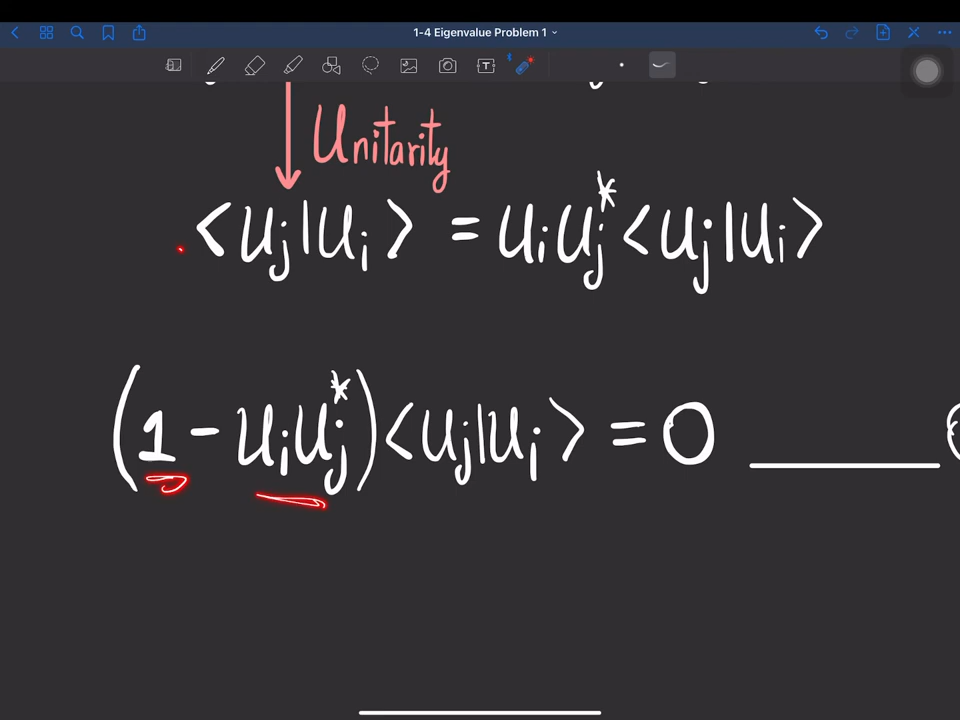 1-4 Eigenvalue Problem 1
Unitarity
<uj|ui> = uiuj*<uj|ui>
(1 - uiuj*)<uj|ui> = 0